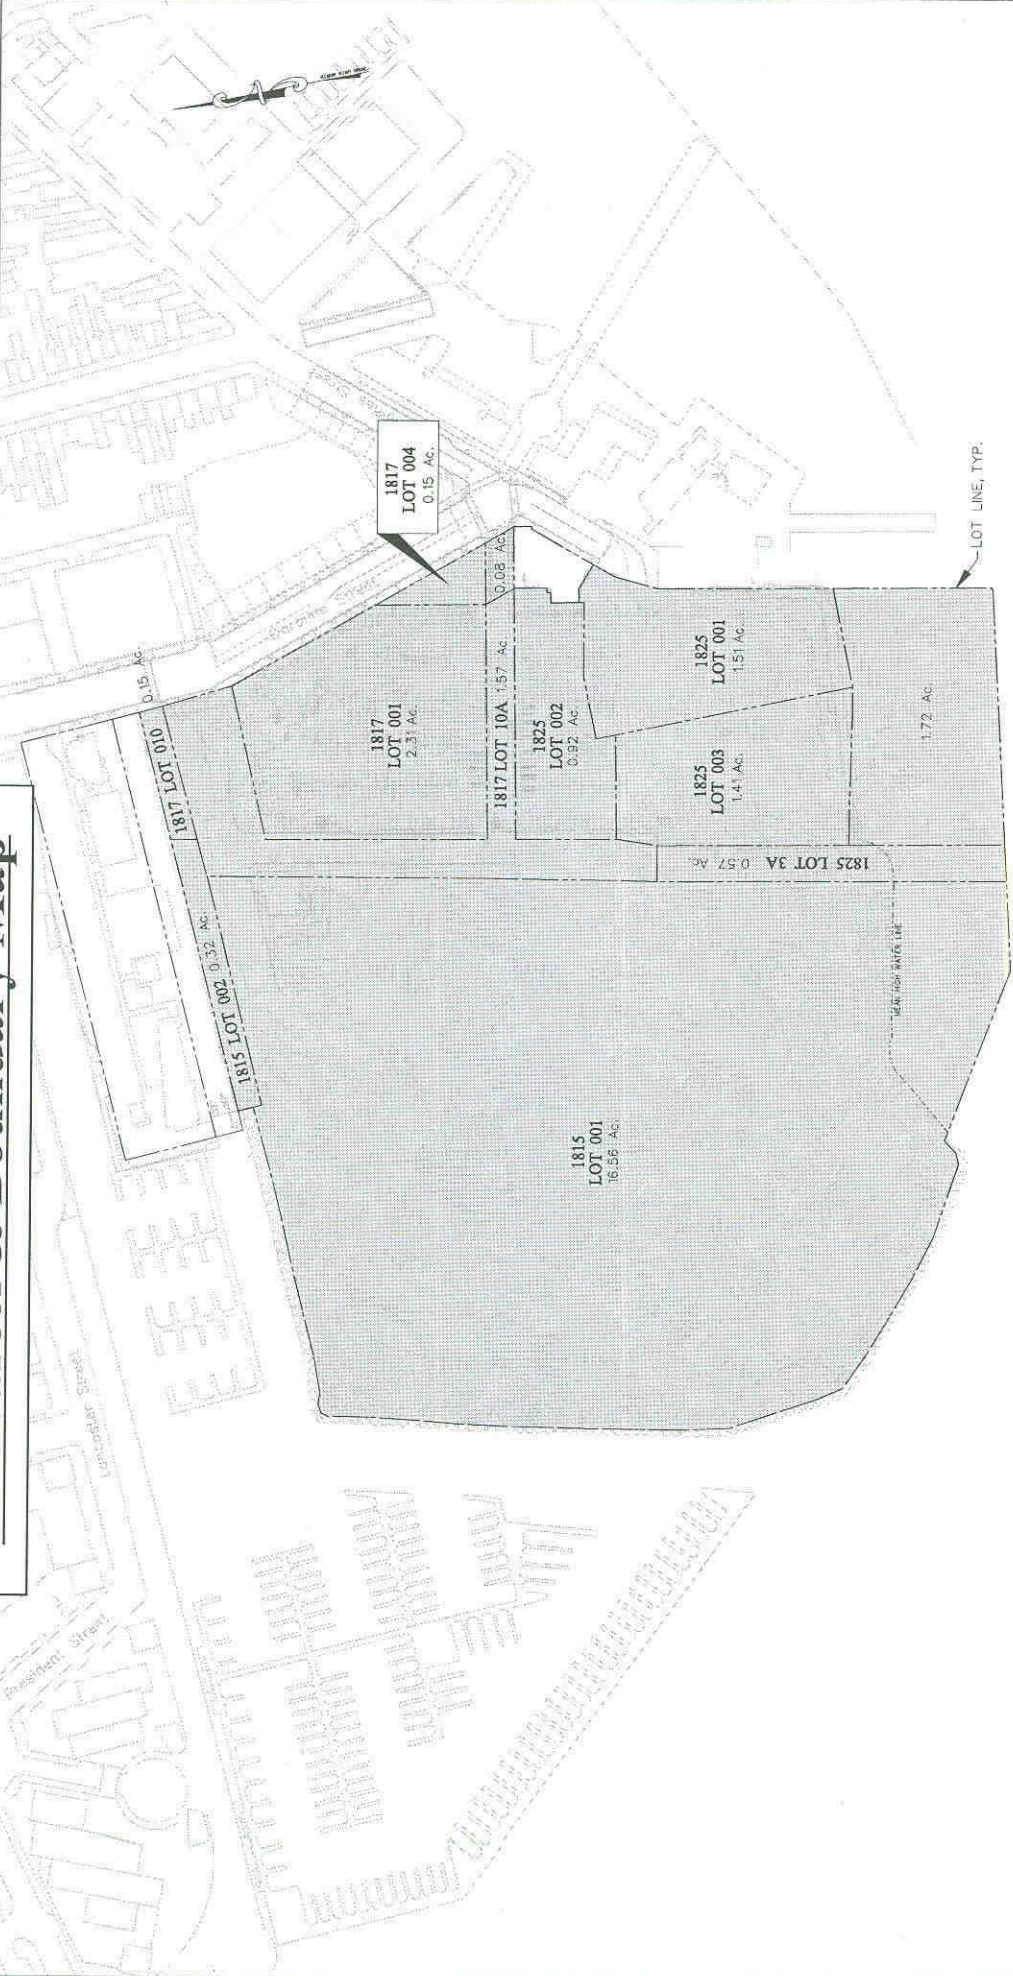 Boundary Map
President Street
Lancaster Street
0.15 Ac.
1817 LOT 010
1815 LOT 002 0.32 Ac.
1817
LOT 004
0.15 Ac.
1817
LOT 001
2.31 Ac.
0.08 Ac.
1817 LOT 10A 1.57 Ac.
1825
LOT 002
0.92 Ac.
1825
LOT 001
1.51 Ac.
1825
LOT 003
1.41 Ac.
1825 LOT 3A 0.57 Ac.
1.72 Ac.
1815
LOT 001
16.56 Ac.
MEAN HIGH WATER LINE
LOT LINE, TYP.